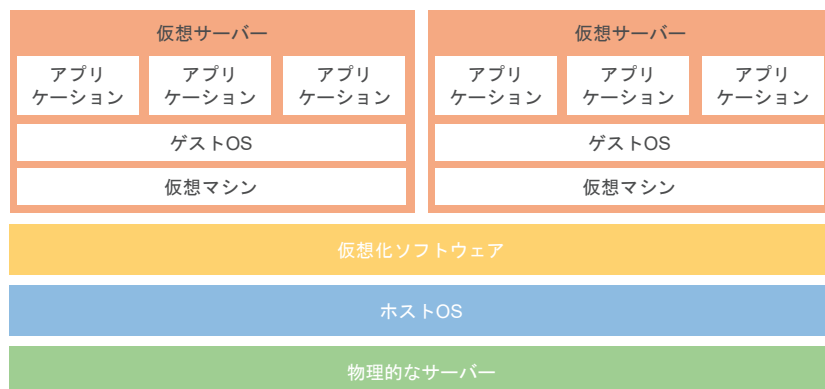 仮想サーバー
アプリ
ケーション
アプリ
ケーション
アプリ
ケーション
ゲストOS
仮想マシン
仮想サーバー
アプリ
ケーション
アプリ
ケーション
アプリ
ケーション
ゲストOS
仮想マシン
仮想化ソフトウェア
ホストOS
物理的なサーバー